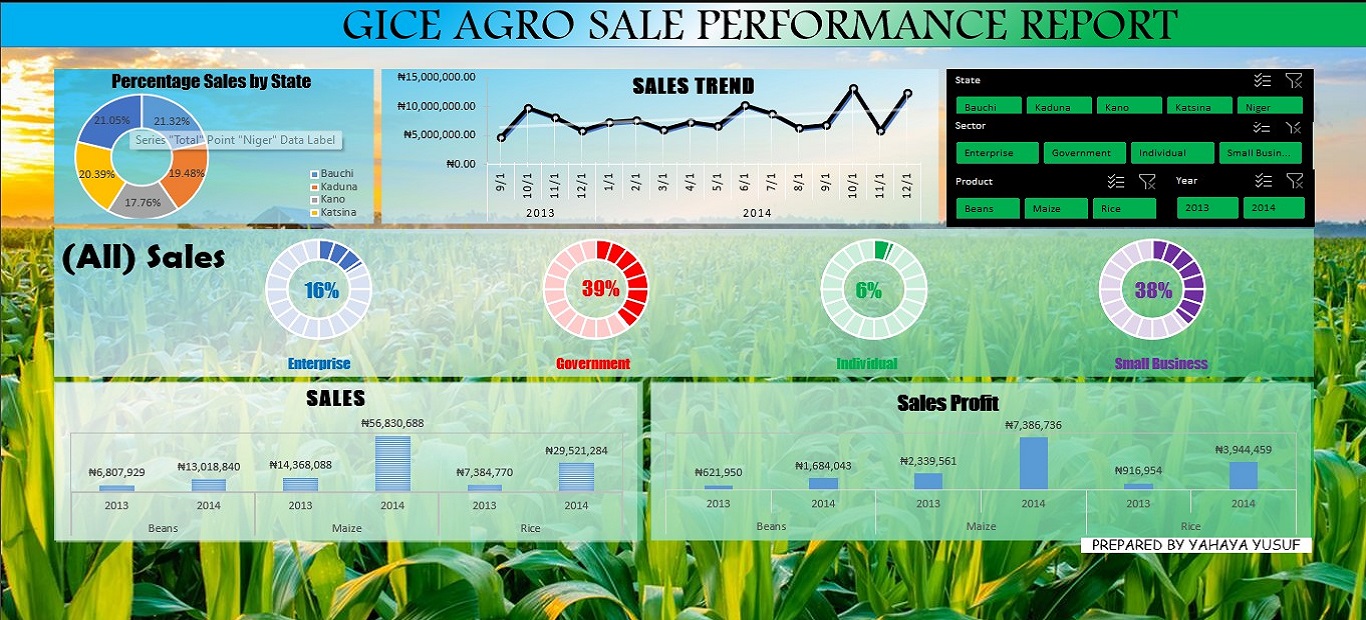 GICE AGRO SALE PERFORMANCE REPORT
Percentage Sales by State
21.05%
21.32%
Series "Total" Point "Niger" Data Label
20.39%
19.48%
17.76%
Bauchi
Kaduna
Kano
Katsina
SALES TREND
₦15,000,000.00
₦10,000,000.00
₦5,000,000.00
₦0.00
9/1 10/1 11/1 12/1 1/1 2/1 3/1 4/1 5/1 6/1 7/1 8/1 9/1 10/1 11/1 12/1
2013 2014
State
Bauchi Kaduna Kano Katsina Niger
Sector
Enterprise Government Individual Small Busin...
Product Year
Beans Maize Rice 2013 2014
(All) Sales
16% 39% 6% 38%
Enterprise Government Individual Small Business
SALES
₦56,830,688
₦29,521,284
₦6,807,929 ₦13,018,840 ₦14,368,088 ₦7,384,770
2013 2014 2013 2014 2013 2014
Beans Maize Rice
Sales Profit
₦7,386,736
₦3,944,459
₦621,950 ₦1,684,043 ₦2,339,561 ₦916,954
2013 2014 2013 2014 2013 2014
Beans Maize Rice
PREPARED BY YAHAYA YUSUF